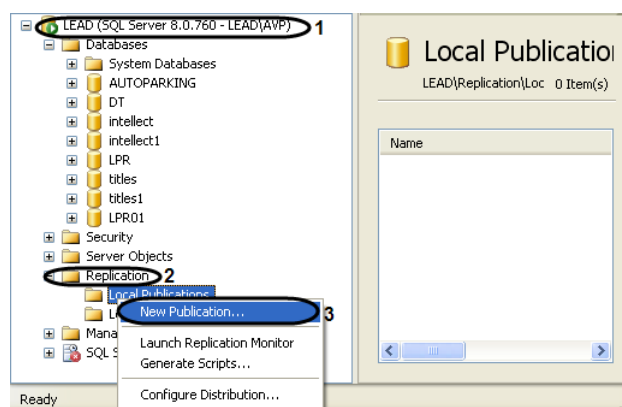 LEAD (SQL Server 8.0.760 - LEAD\AVP) 1
Databases
System Databases
AUTOPARKING
DT
intellect
intellect1
LPR
titles
titles1
LPR01
Security
Server Objects
Replication 2
Local Publications
L
New Publication... 3
Mana
Launch Replication Monitor
SQL S
Generate Scripts...
Configure Distribution...
Ready
Local Publicatio
LEAD\Replication\Loc 0 Item(s)
Name